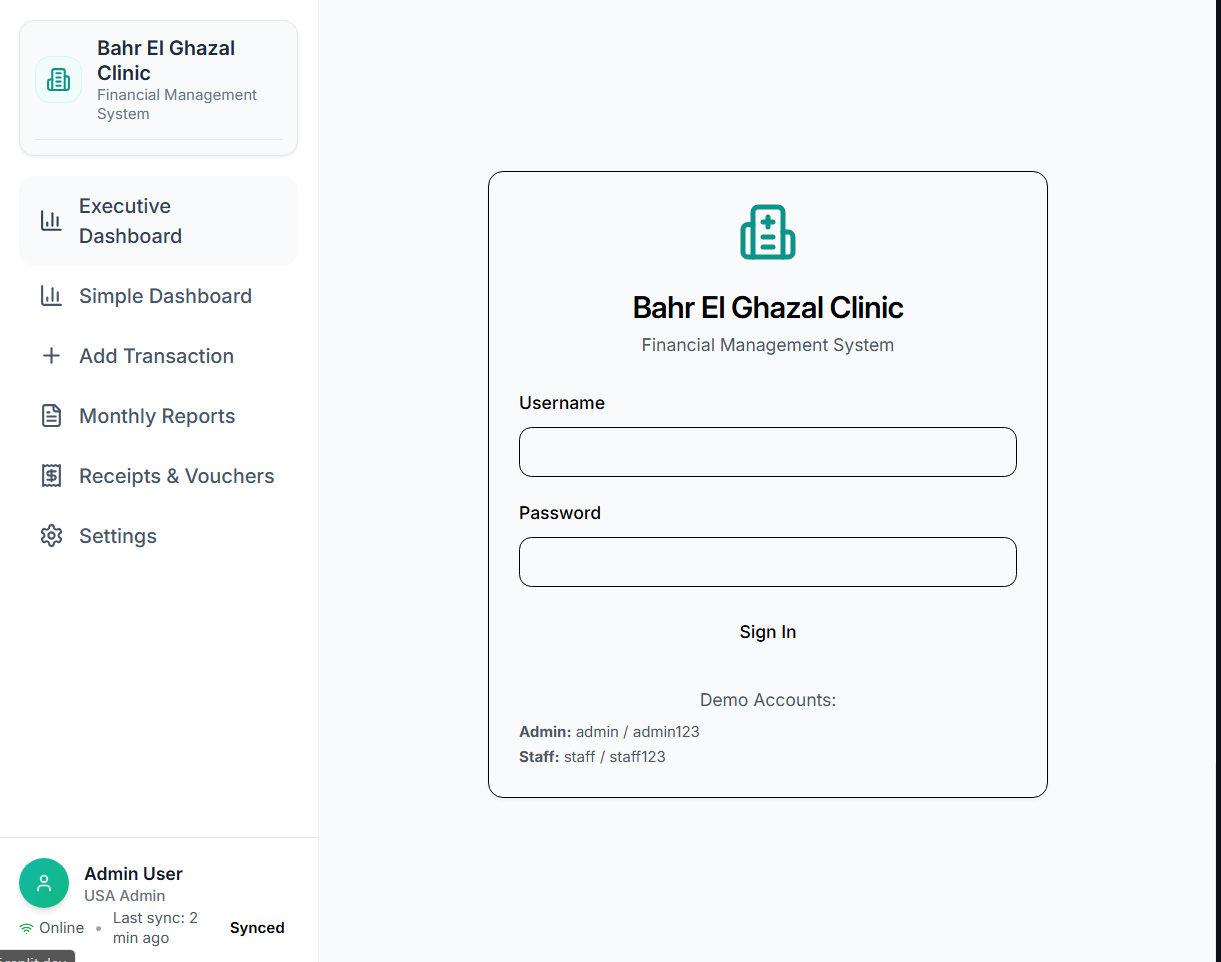 Bahr El Ghazal
Clinic
Financial Management
System
Executive
Dashboard
Simple Dashboard
Add Transaction
Monthly Reports
Receipts & Vouchers
Settings
Admin User
USA Admin
Online
Last sync: 2
min ago
Synced
Bahr El Ghazal Clinic
Financial Management System
Username
Password
Sign In
Demo Accounts:
Admin: admin / admin123
Staff: staff / staff123